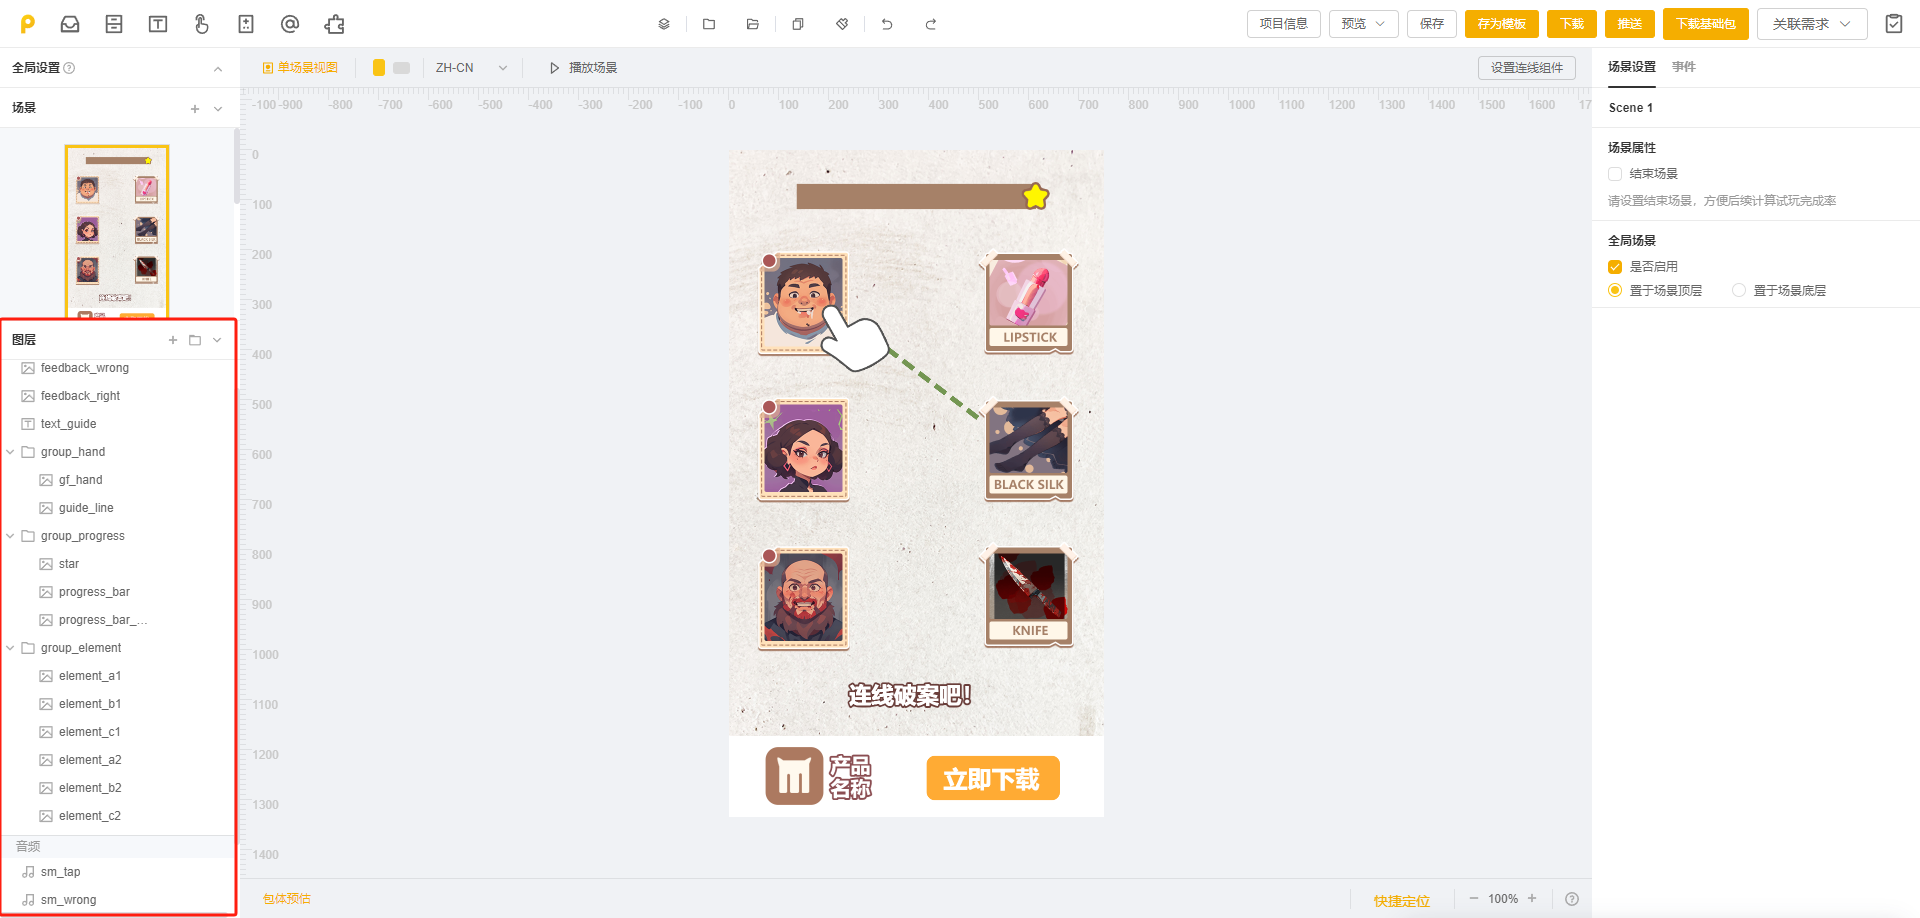 项目信息
预览
保存
存为模板
下载
推送
下载基础包
关联需求
全局设置
单场景视图
ZH-CN
播放场景
设置连线组件
场景设置
事件
场景
-100 -900 -800 -700 -600 -500 -400 -300 -200 -100 0 100 200 300 400 500 600 700 800 900 1000 1100 1200 1300 1400 1500 1600 17
Scene 1
场景属性
结束场景
请设置结束场景，方便后续计算试玩完成率
全局场景
是否启用
置于场景顶层
置于场景底层
0
100
200
300
400
500
600
700
800
900
1000
1100
1200
1300
1400
LIPSTICK
BLACK SILK
KNIFE
连线破案吧!
产品
名称
立即下载
图层
feedback_wrong
feedback_right
text_guide
group_hand
gf_hand
guide_line
group_progress
star
progress_bar
progress_bar_...
group_element
element_a1
element_b1
element_c1
element_a2
element_b2
element_c2
音频
sm_tap
sm_wrong
包体预估
快捷定位
100%